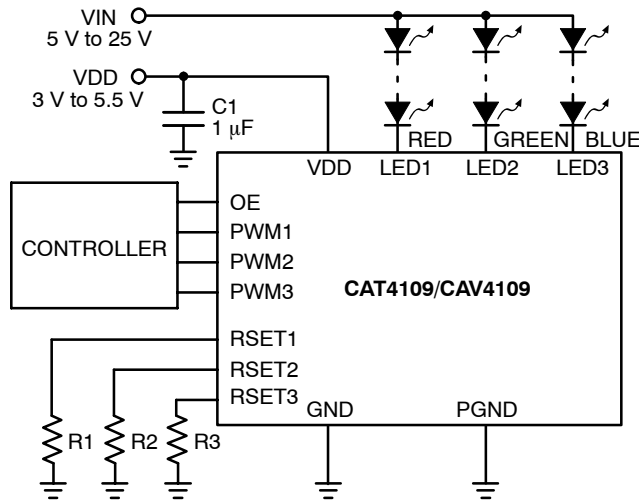 VIN
5 V to 25 V
VDD
3 V to 5.5 V
C1
1 μF
RED
GREEN
BLUE
VDD
LED1
LED2
LED3
OE
PWM1
PWM2
PWM3
CONTROLLER
CAT4109/CAV4109
RSET1
RSET2
RSET3
GND
PGND
R1
R2
R3